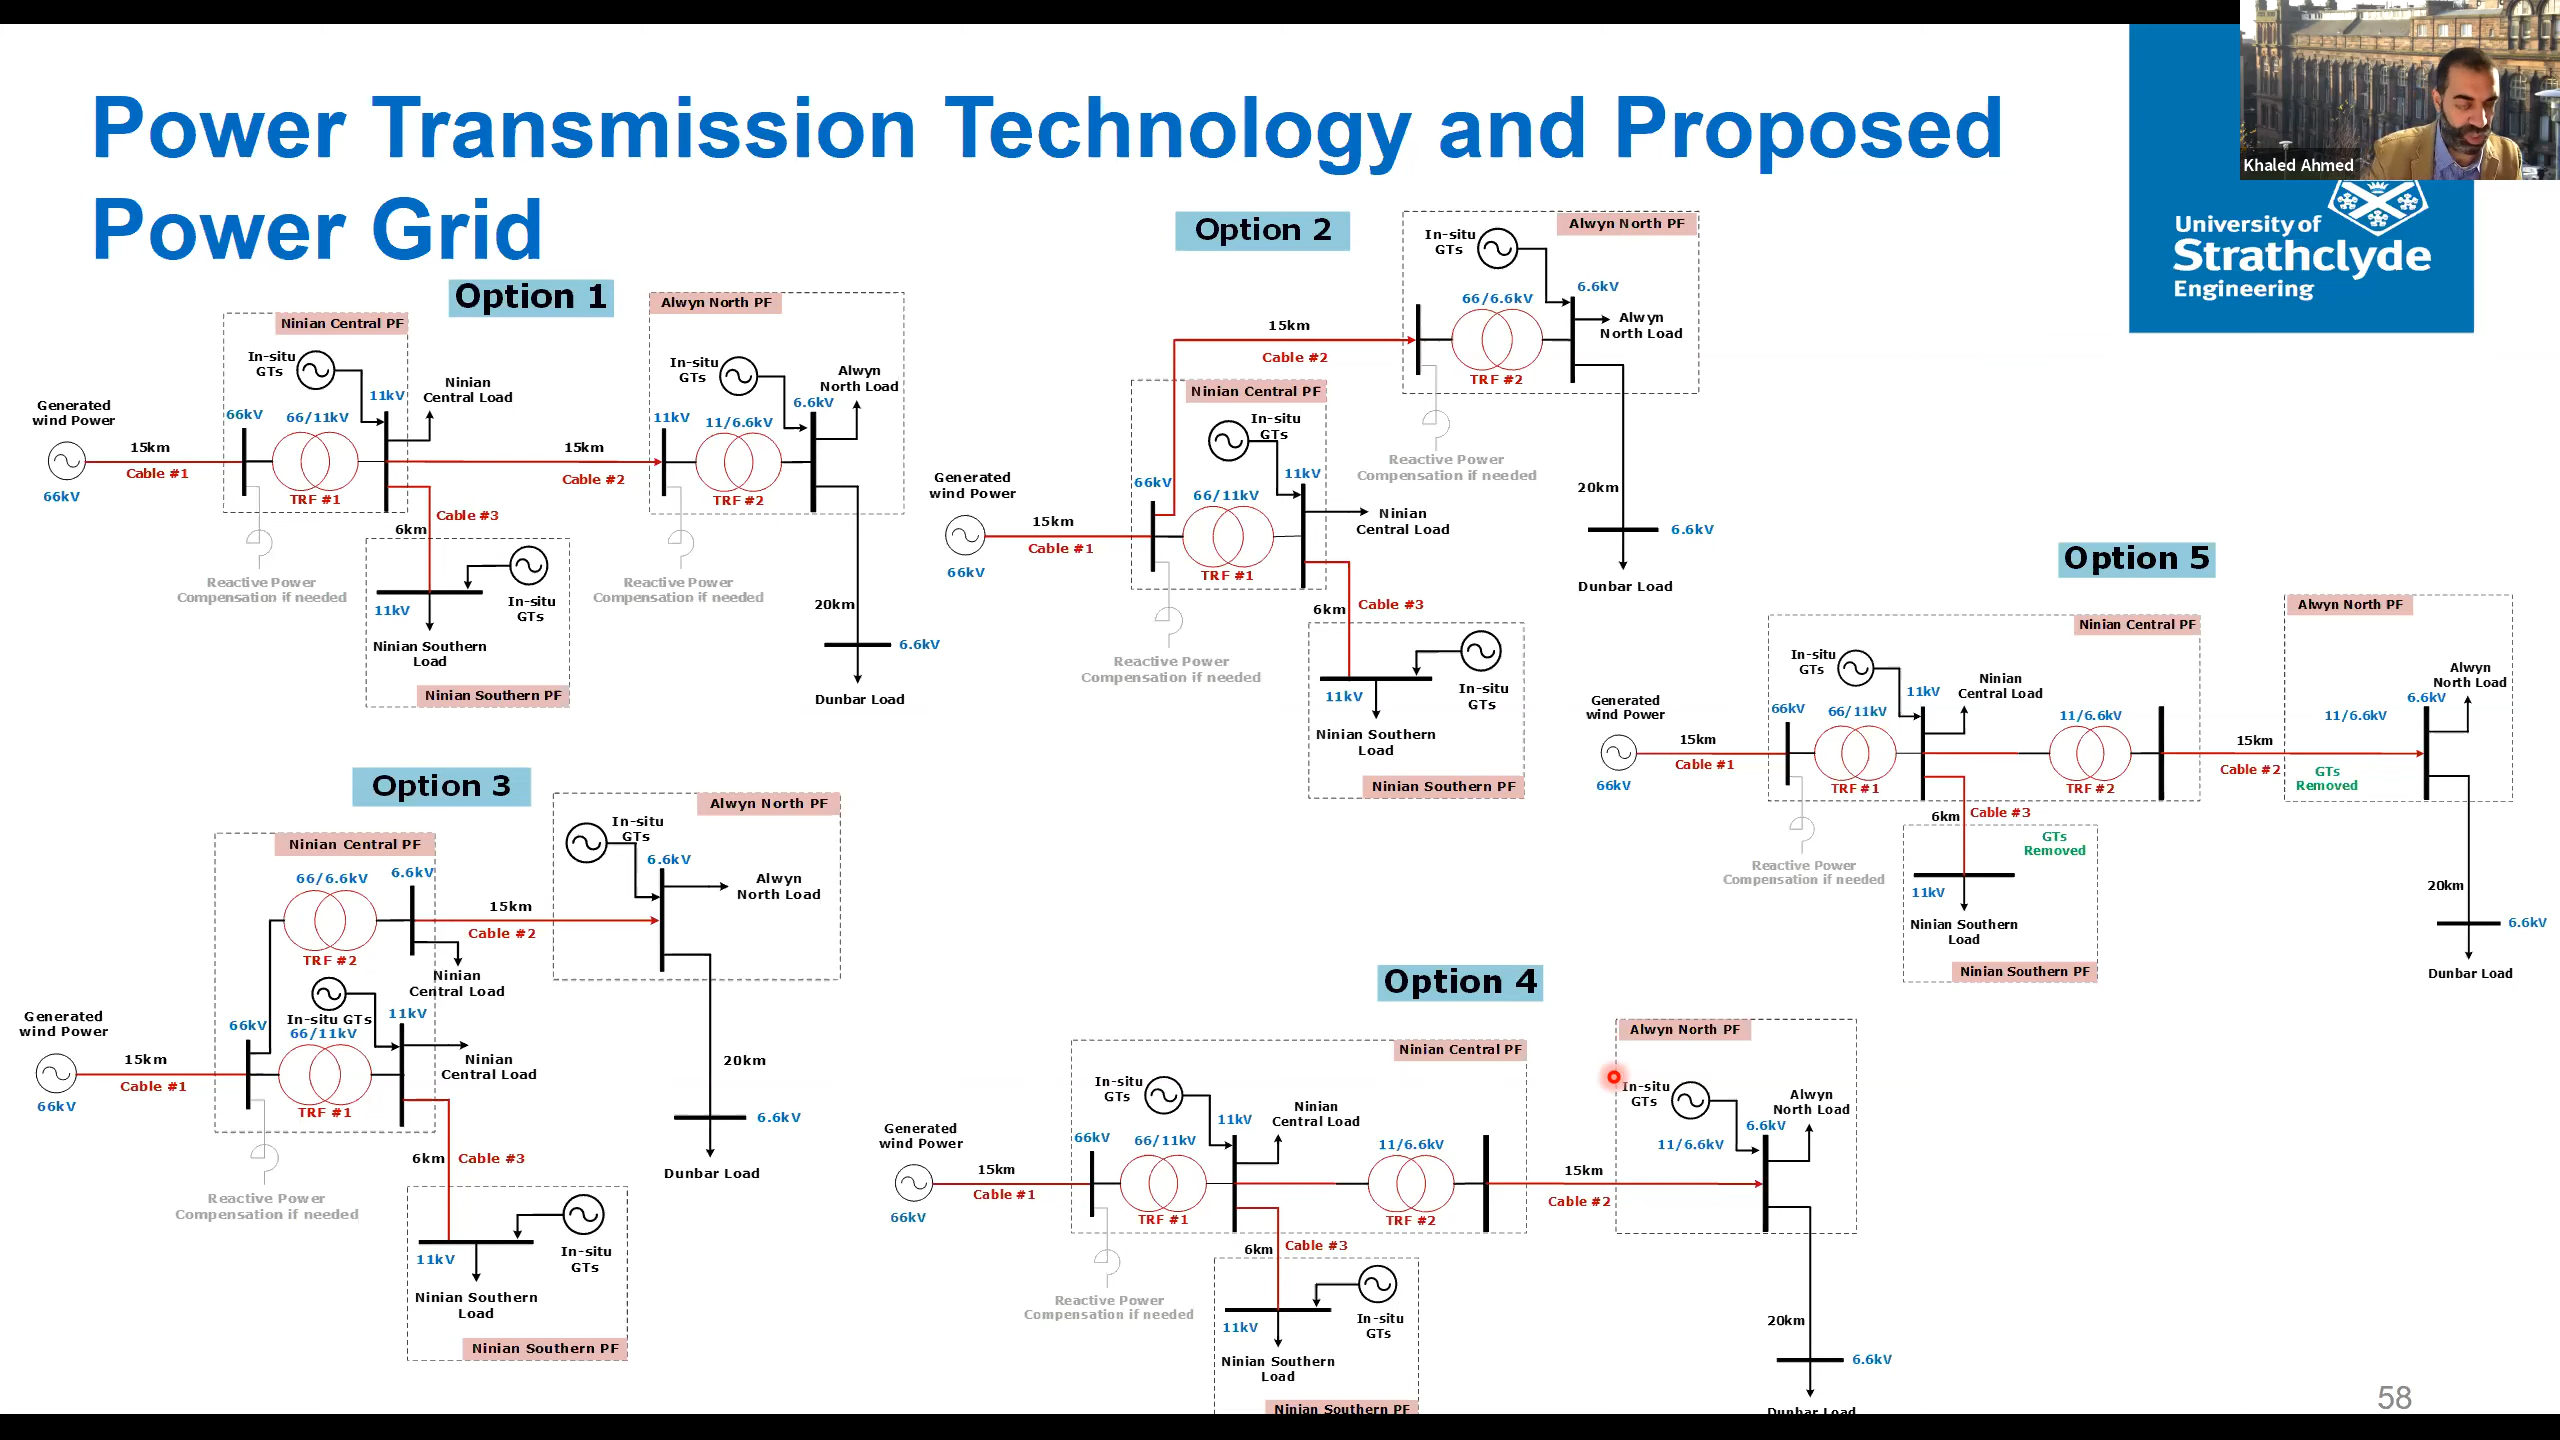 Power Transmission Technology and Proposed
Power Grid
Khaled Ahmed
University of
Strathclyde
Engineering
Option 1
Ninian Central PF
Alwyn North PF
In-situ
GTs
In-situ
GTs
Ninian
Central Load
Alwyn
North Load
Generated
wind Power
66kV
66/11kV
11kV
11kV
11/6.6kV
6.6kV
15km
Cable #1
66kV
TRF #1
15km
Cable #2
TRF #2
Cable #3
6km
Reactive Power
Compensation if needed
Reactive Power
Compensation if needed
11kV
In-situ
GTs
Ninian Southern
Load
Ninian Southern PF
20km
6.6kV
Dunbar Load
Option 2
Alwyn North PF
In-situ
GTs
6.6kV
66/6.6kV
Alwyn
North Load
15km
Cable #2
TRF #2
Ninian Central PF
In-situ
GTs
Reactive Power
Compensation if needed
Generated
wind Power
66kV
66/11kV
11kV
Ninian
Central Load
15km
Cable #1
66kV
TRF #1
20km
6.6kV
Dunbar Load
6km
Cable #3
Reactive Power
Compensation if needed
11kV
In-situ
GTs
Ninian Southern
Load
Ninian Southern PF
Option 5
Alwyn North PF
Ninian Central PF
In-situ
GTs
Ninian
Central Load
Alwyn
North Load
Generated
wind Power
66kV
66/11kV
11kV
11/6.6kV
11/6.6kV
6.6kV
15km
Cable #1
66kV
TRF #1
TRF #2
15km
Cable #2
GTs
Removed
6km
Cable #3
GTs
Removed
Reactive Power
Compensation if needed
11kV
Ninian Southern
Load
Ninian Southern PF
20km
6.6kV
Dunbar Load
Option 3
Alwyn North PF
Ninian Central PF
In-situ
GTs
6.6kV
Alwyn
North Load
66/6.6kV
6.6kV
15km
Cable #2
TRF #2
Ninian
Central Load
In-situ GTs
Generated
wind Power
66kV
66/11kV
11kV
Ninian
Central Load
15km
Cable #1
66kV
TRF #1
20km
6.6kV
Dunbar Load
6km
Cable #3
Reactive Power
Compensation if needed
11kV
In-situ
GTs
Ninian Southern
Load
Ninian Southern PF
Option 4
Alwyn North PF
Ninian Central PF
In-situ
GTs
In-situ
GTs
Ninian
Central Load
Alwyn
North Load
Generated
wind Power
66kV
66/11kV
11kV
11/6.6kV
11/6.6kV
6.6kV
15km
Cable #1
66kV
TRF #1
TRF #2
15km
Cable #2
6km
Cable #3
Reactive Power
Compensation if needed
11kV
In-situ
GTs
Ninian Southern
Load
Ninian Southern PF
20km
6.6kV
Dunbar Load
58